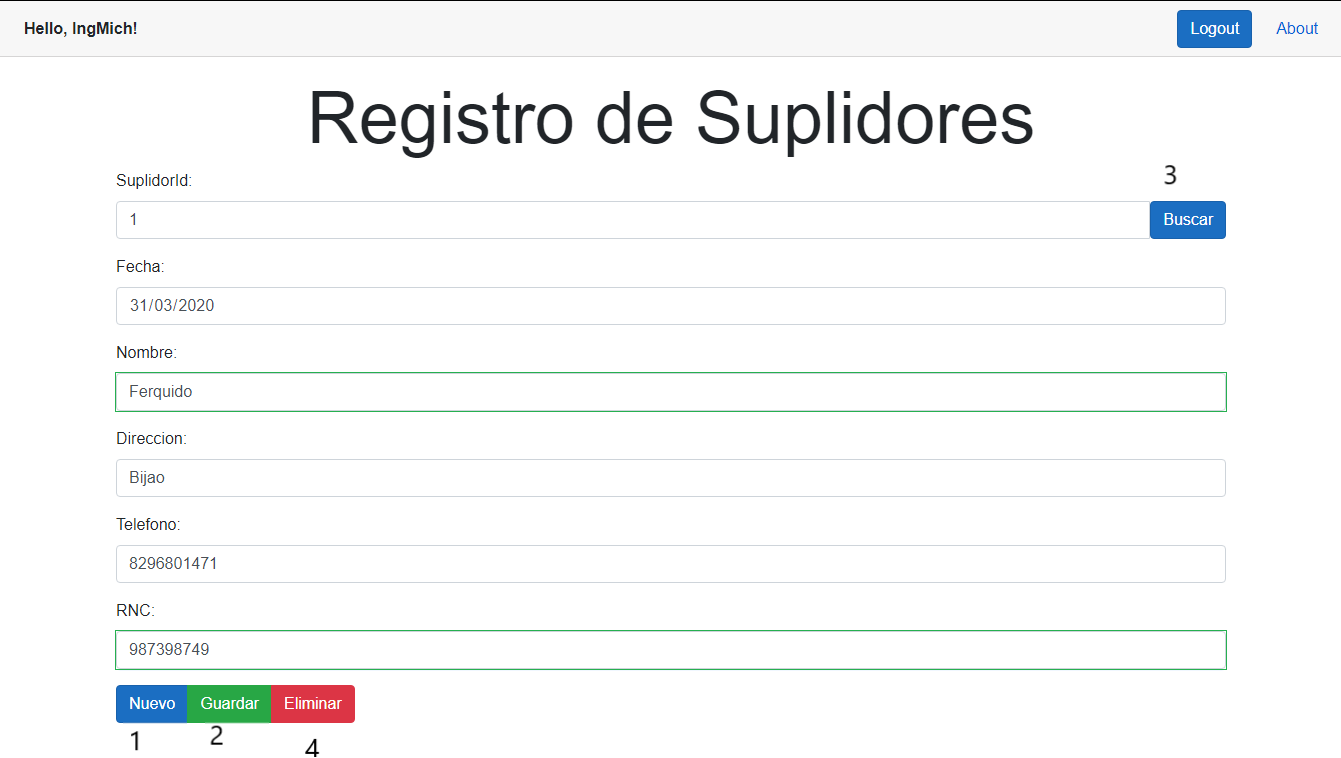 Hello, IngMich! Logout About
Registro de Suplidores
SuplidorId:
3
1 Buscar
Fecha:
31/03/2020
Nombre:
Ferquido
Direccion:
Bijao
Telefono:
8296801471
RNC:
987398749
Nuevo Guardar Eliminar
1 2 4